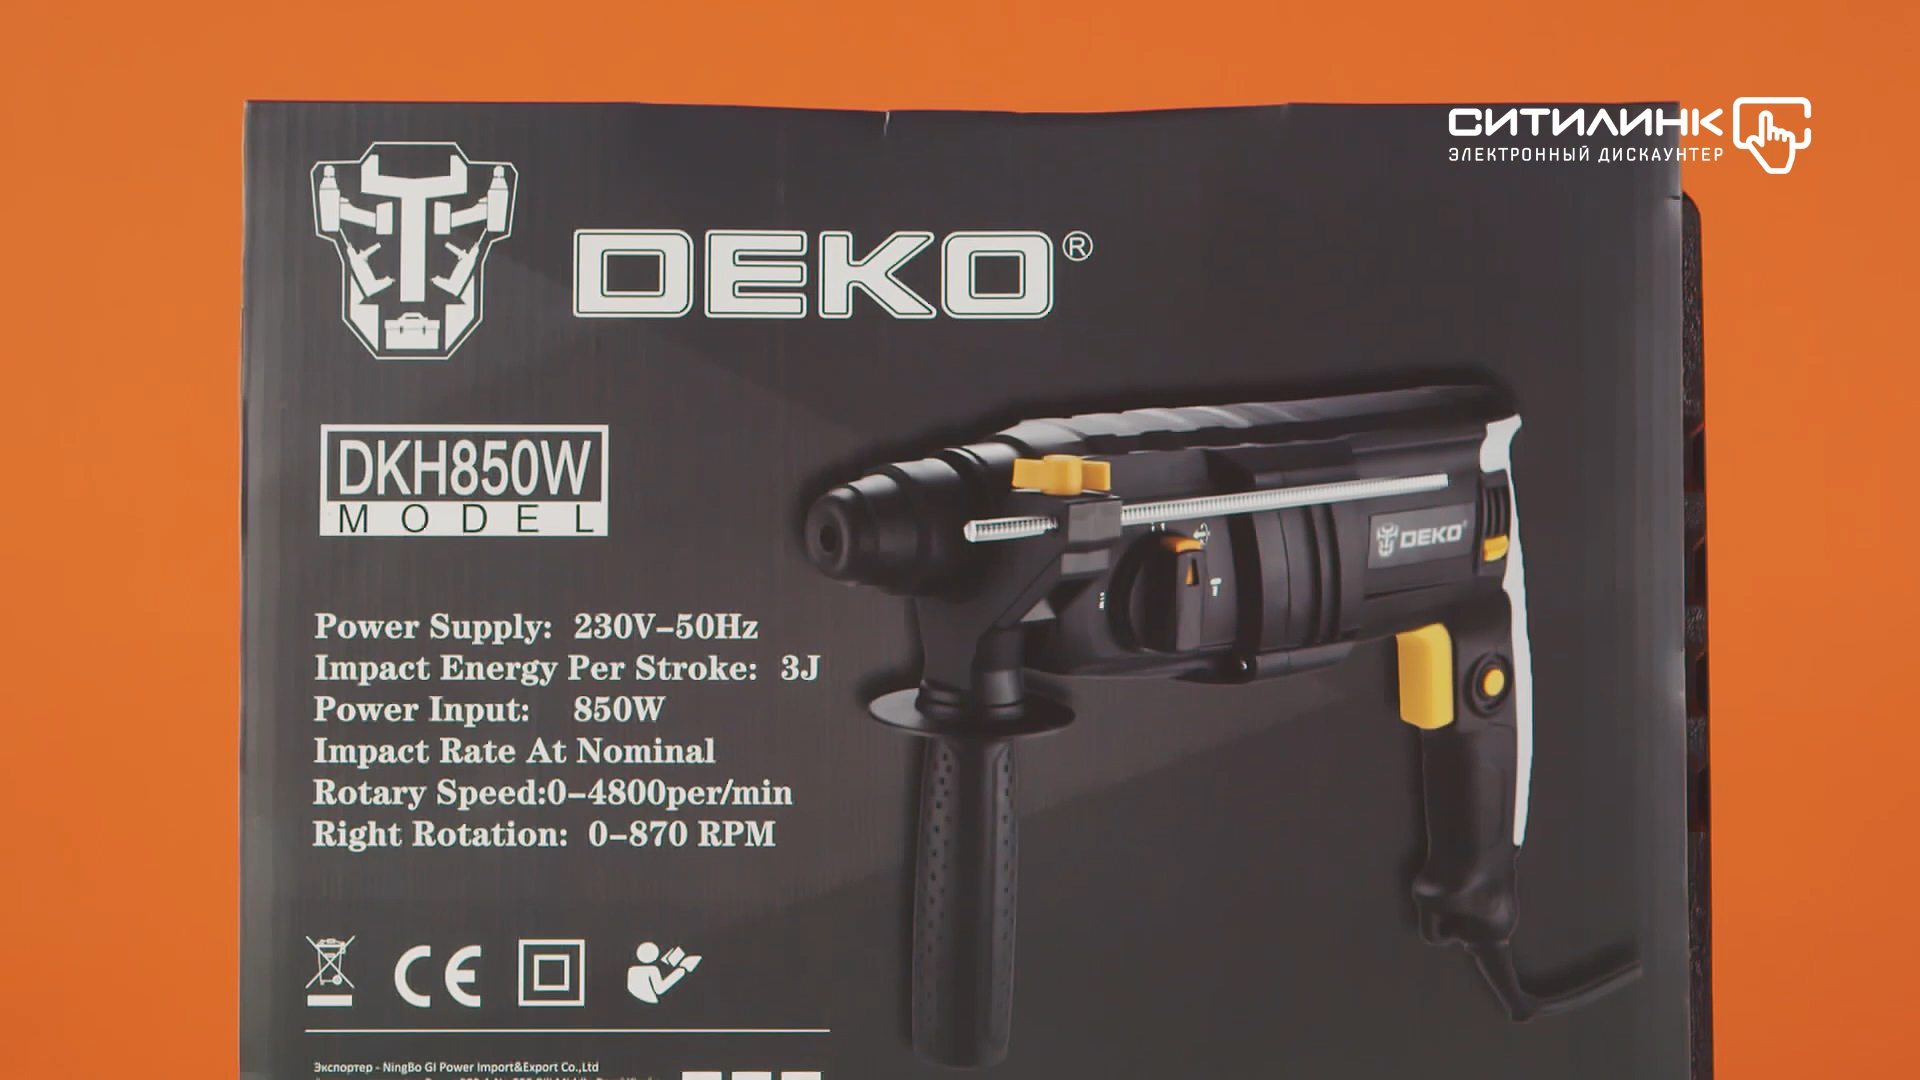 СИТИЛИНК
ЭЛЕКТРОННЫЙ ДИСКАУНТЕР
DEKO®
DKH850W
MODEL
DEKO
Power Supply: 230V-50Hz
Impact Energy Per Stroke: 3J
Power Input: 850W
Impact Rate At Nominal
Rotary Speed:0-4800per/min
Right Rotation: 0-870 RPM
CE
Экспортер - NingBo GI Power Import&Export Co.,Ltd